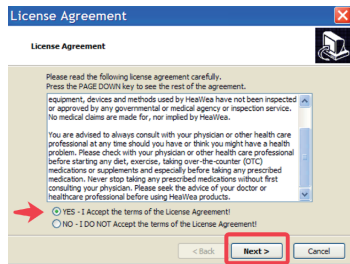 License Agreement
License Agreement
Please read the following license agreement carefully.
Press the PAGE DOWN key to see the rest of the agreement.
equipment, devices and methods used by HeaWea have not been inspected
or approved by any governmental or medical agency or inspection service.
No medical claims are made for, nor implied by HeaWea.
You are advised to always consult with your physician or other health care
professional at any time should you have or think you might have a health
problem. Please check with your physician or other health care professional
before starting any diet, exercise, taking over-the-counter (OTC)
medications or supplements and especially before taking any prescribed
medication. Never stop taking any prescribed medications without first
consulting your physician. Please seek the advice of your doctor or
healthcare professional before using HeaWea products.
YES - I Accept the terms of the License Agreement!
NO - I DO NOT Accept the terms of the License Agreement!
< Back
Next >
Cancel